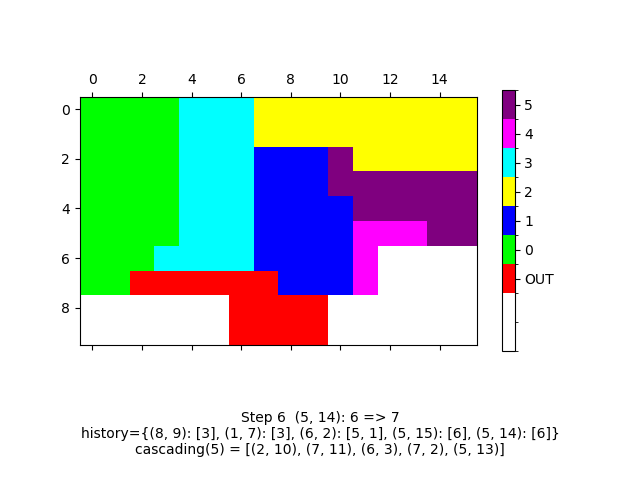 0 2 4 6 8 10 12 14
0
2
4
6
8
5
4
3
2
1
0
OUT
Step 6  (5, 14): 6 => 7
history={(8, 9): [3], (1, 7): [3], (6, 2): [5, 1], (5, 15): [6], (5, 14): [6]}
cascading(5) = [(2, 10), (7, 11), (6, 3), (7, 2), (5, 13)]